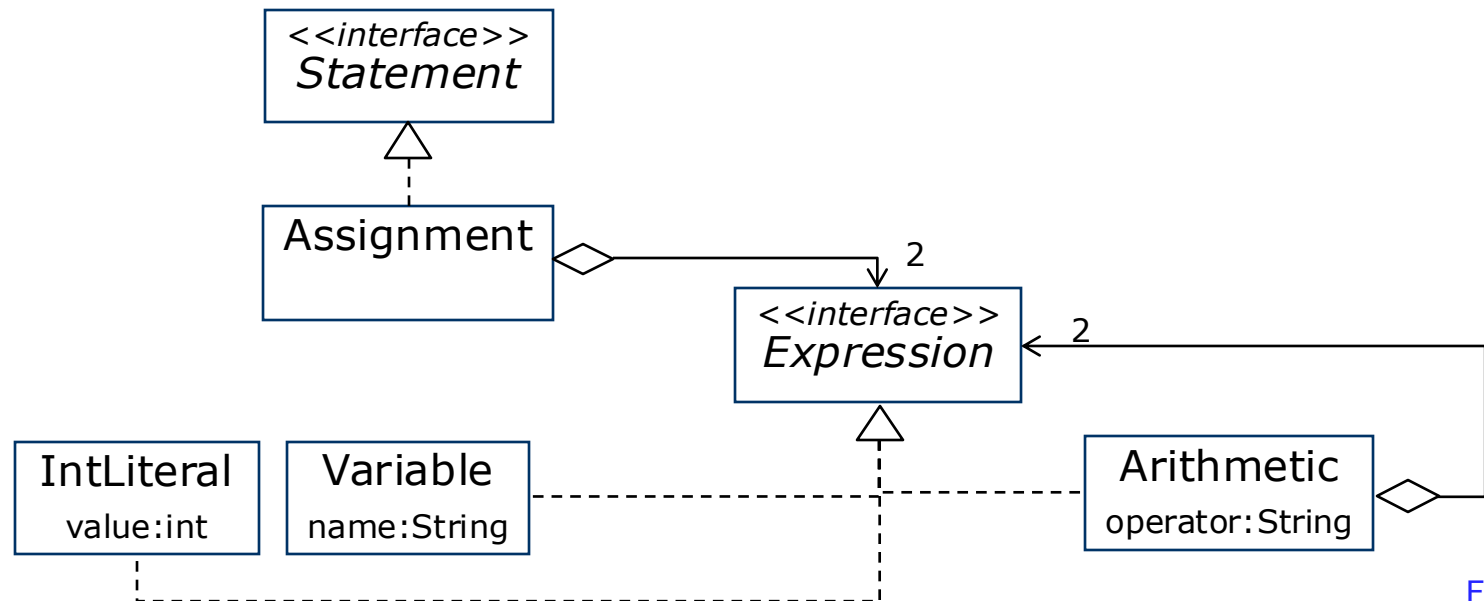 <<interface>>
Statement
Assignment
2
<<interface>>
Expression
2
IntLiteral
value:int
Variable
name:String
Arithmetic
operator:String